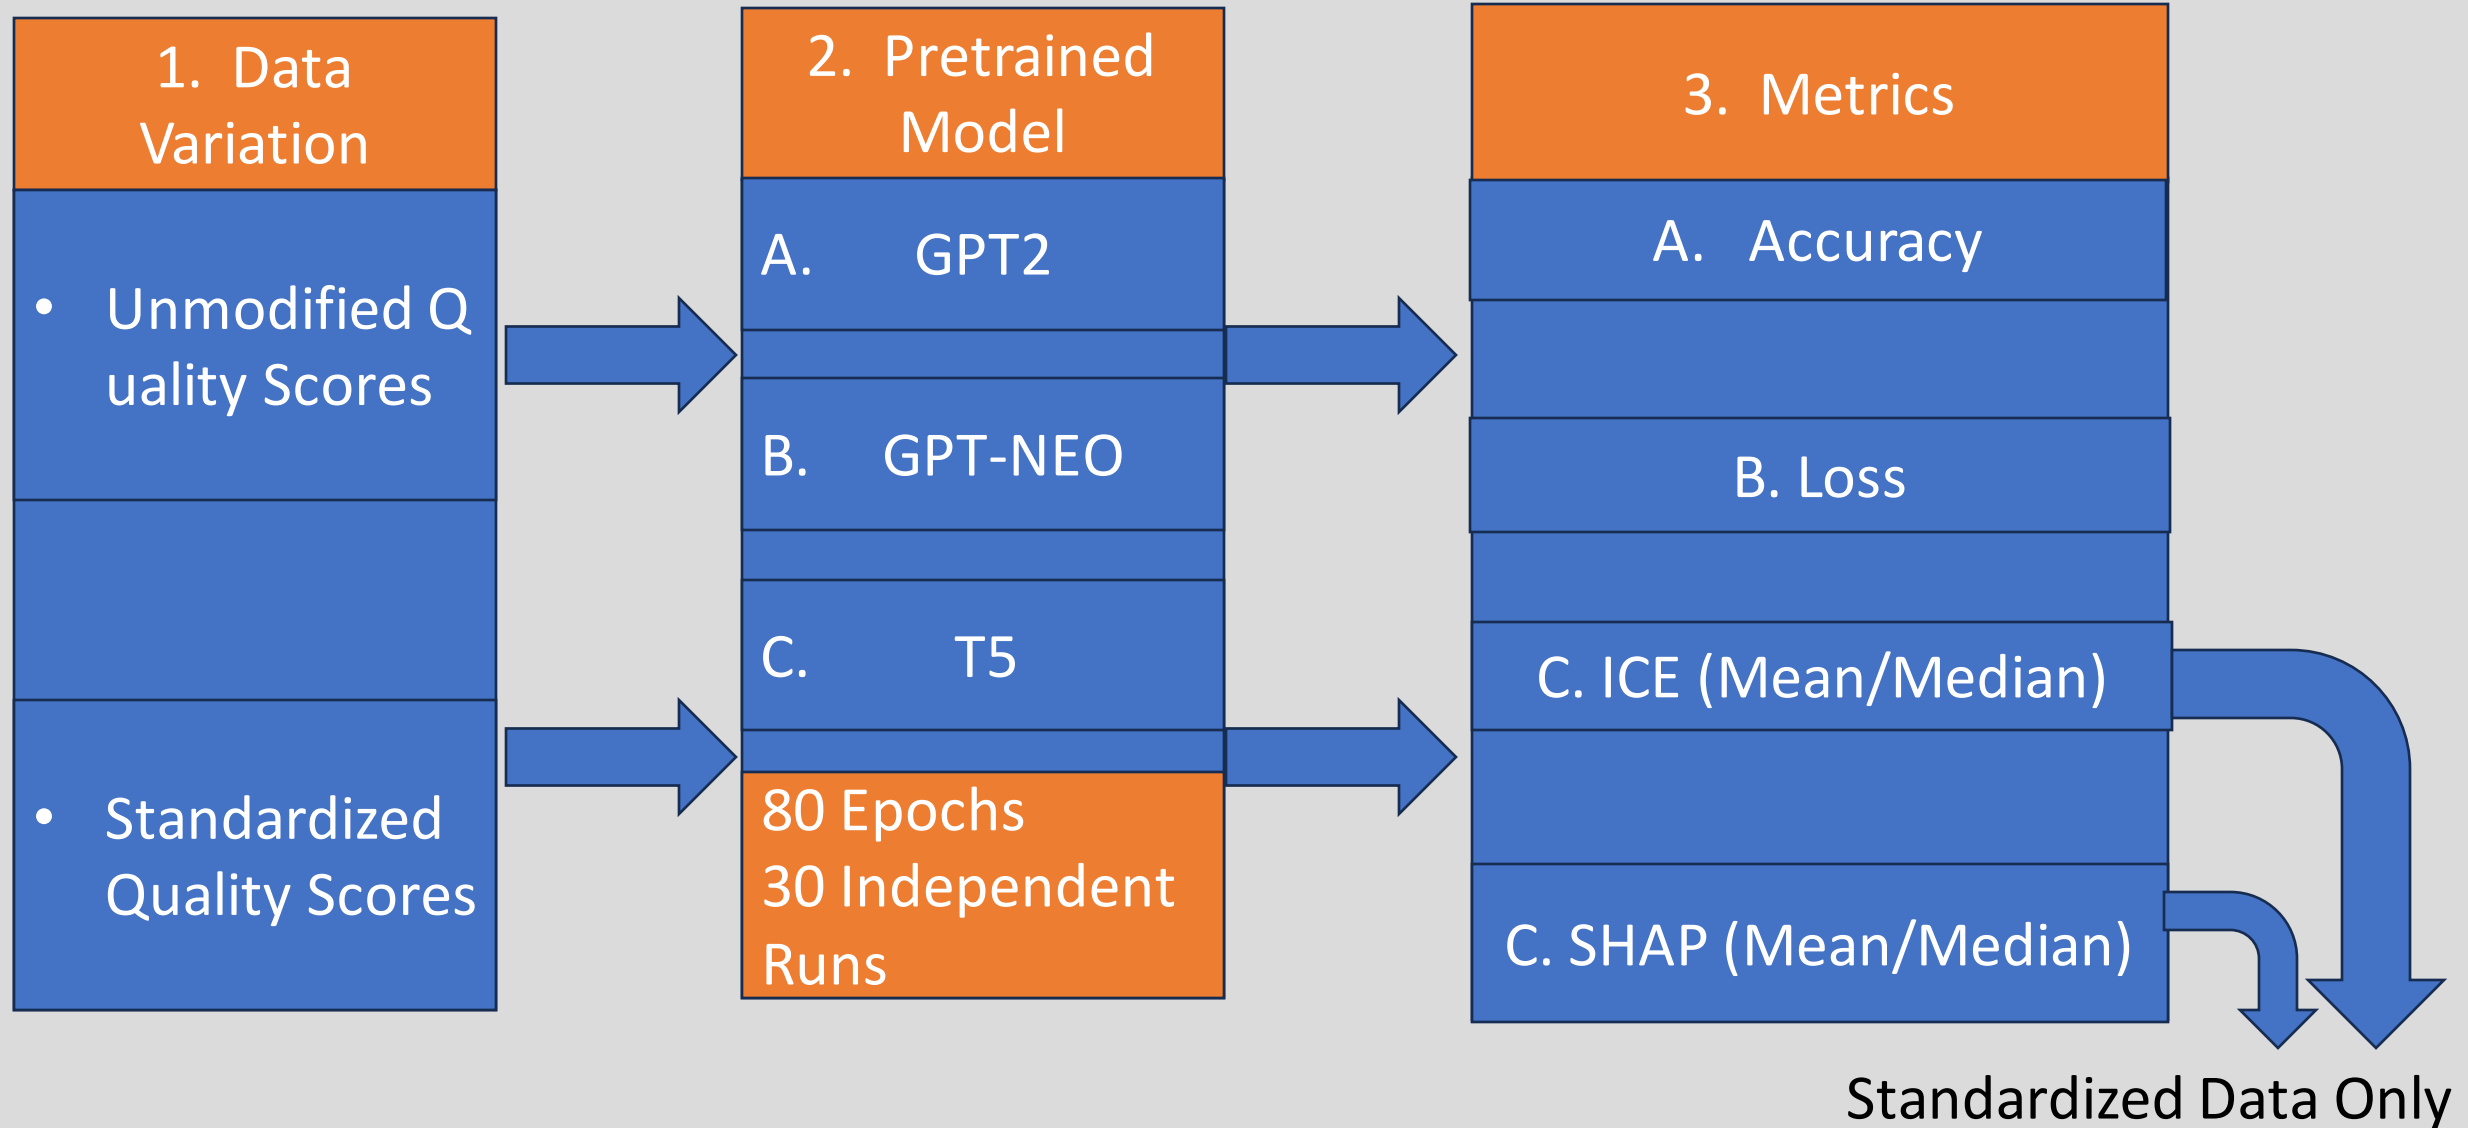 1. Data
Variation
• Unmodified Q
uality Scores
• Standardized
Quality Scores
2. Pretrained
Model
A. GPT2
B. GPT-NEO
C. T5
80 Epochs
30 Independent
Runs
3. Metrics
A. Accuracy
B. Loss
C. ICE (Mean/Median)
C. SHAP (Mean/Median)
Standardized Data Only